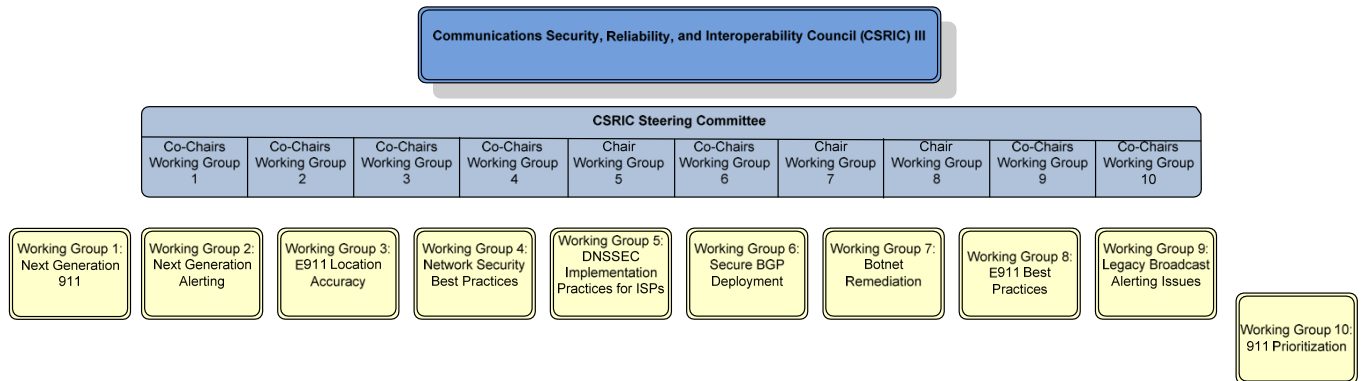 Communications Security, Reliability, and Interoperability Council (CSRIC) III
CSRIC Steering Committee
Co-Chairs
Working Group
1
Co-Chairs
Working Group
2
Co-Chairs
Working Group
3
Co-Chairs
Working Group
4
Chair
Working Group
5
Co-Chairs
Working Group
6
Chair
Working Group
7
Chair
Working Group
8
Co-Chairs
Working Group
9
Co-Chairs
Working Group
10
Working Group 1:
Next Generation
911
Working Group 2:
Next Generation
Alerting
Working Group 3:
E911 Location
Accuracy
Working Group 4:
Network Security
Best Practices
Working Group 5:
DNSSEC
Implementation
Practices for ISPs
Working Group 6:
Secure BGP
Deployment
Working Group 7:
Botnet
Remediation
Working Group 8:
E911 Best
Practices
Working Group 9:
Legacy Broadcast
Alerting Issues
Working Group 10:
911 Prioritization